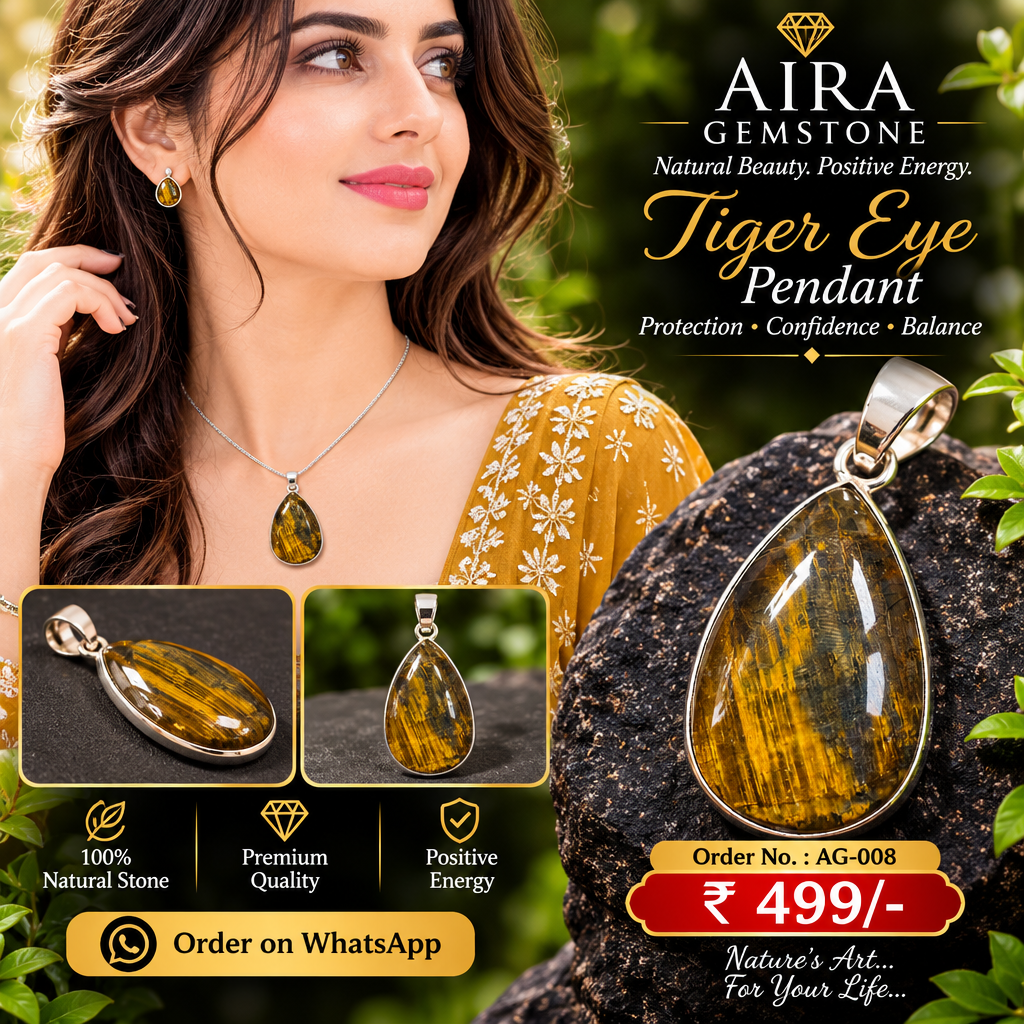 AIRA
GEMSTONE
Natural Beauty. Positive Energy.
Tiger Eye
Pendant
Protection • Confidence • Balance
100%
Natural Stone
Premium
Quality
Positive
Energy
Order on WhatsApp
Order No. : AG-008
₹ 499/-
Nature's Art...
For Your Life...